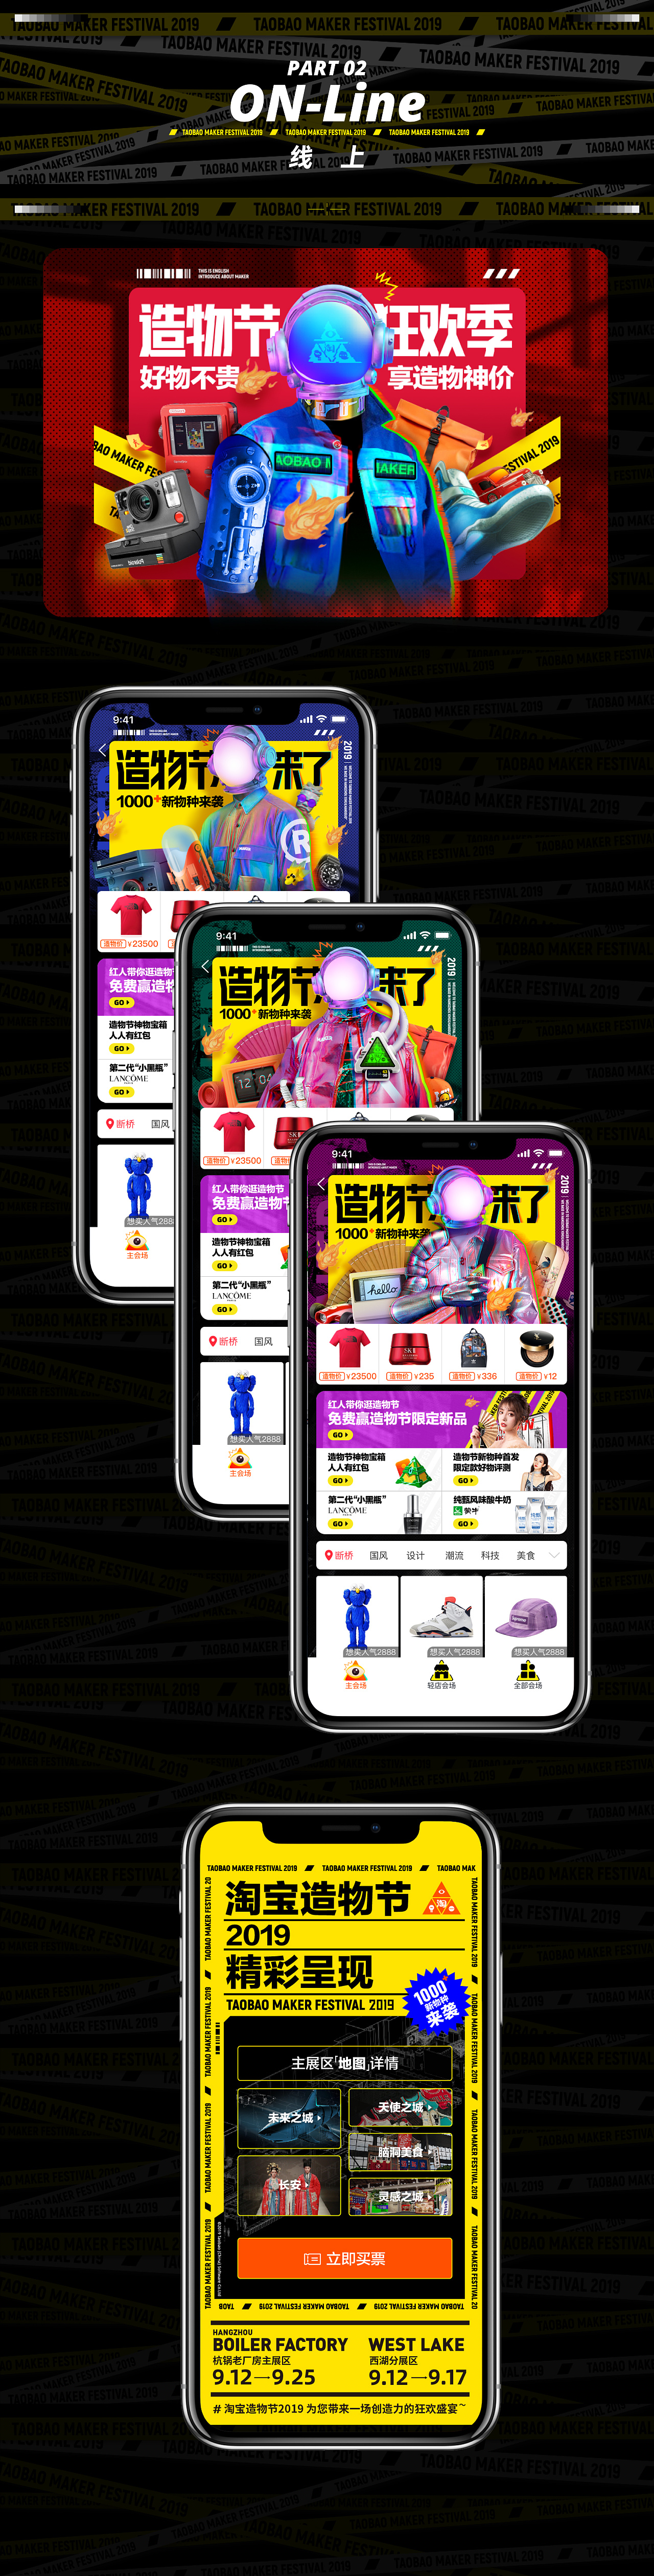 TAOBAO MAKER FESTIVAL 2019
PART 02
ON-Line
TAOBAO MAKER FESTIVAL 2019 TAOBAO MAKER FESTIVAL 2019 TAOBAO MAKER FESTIVAL 2019
线 上
THIS IS ENGLISH
INTRODUCE ABOUT MAKER
造物节 狂欢季
好物不贵 享造物神价
BAO MAKER FES
ESTIVAL 2019
AOBAO M
MAKER
Polaroid
9:41
造物节 来了
1000+新物种来袭
2019
R
造物价 ¥23500
红人带你逛造物节
免费赢造物
GO
造物节神物宝箱
人人有红包
GO
第二代“小黑瓶”
LANCÔME
GO
断桥 国风
想买人气2888
主会场
9:41
造物节 来了
1000+新物种来袭
2019
12 04
造物价 ¥23500
红人带你逛造物节
免费赢造物节
GO
造物节神物宝箱
人人有红包
GO
第二代“小黑瓶”
LANCÔME
GO
断桥 国风
想买人气2888
主会场
9:41
造物节 来了
1000+新物种来袭
2019
hello
造物价 ¥23500 造物价 ¥235 造物价 ¥336 造物价 ¥12
红人带你逛造物节
免费赢造物节限定新品
GO
造物节神物宝箱 造物节新物种首发
人人有红包 限定款好物评测
GO GO
第二代“小黑瓶” 纯甄风味酸牛奶
LANCÔME 蒙牛
GO GO
断桥 国风 设计 潮流 科技 美食
想买人气2888 想买人气2888 想买人气2888
主会场 轻店会场 全部会场
TAOBAO MAKER FESTIVAL 2019 TAOBAO MAKER FESTIVAL 2019 TAOBAO MAK
淘宝造物节
2019
精彩呈现
TAOBAO MAKER FESTIVAL 2019
1000+
新物种
来袭
主展区「地图」详情
未来之城
天使之城
脑洞美食
长安
灵感之城
立即买票
TAOBAO MAKER FESTIVAL 2019 TAOBAO MAKER FESTIVAL 2019 TAOB
HANGZHOU
BOILER FACTORY WEST LAKE
杭锅老厂房主展区 西湖分展区
9.12—9.25 9.12—9.17
# 淘宝造物节2019 为您带来一场创造力的狂欢盛宴~